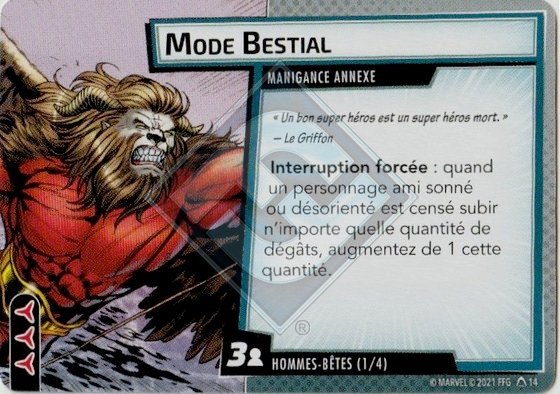 MODE BESTIAL
MANIGANCE ANNEXE
« Un bon super héros est un super héros mort. »
– Le Griffon
Interruption forcée : quand
un personnage ami sonné
ou désorienté est censé subir
n'importe quelle quantité de
dégâts, augmentez de 1 cette
quantité.
®
3
HOMMES-BÊTES (1/4)
© MARVEL © 2021 FFG 14